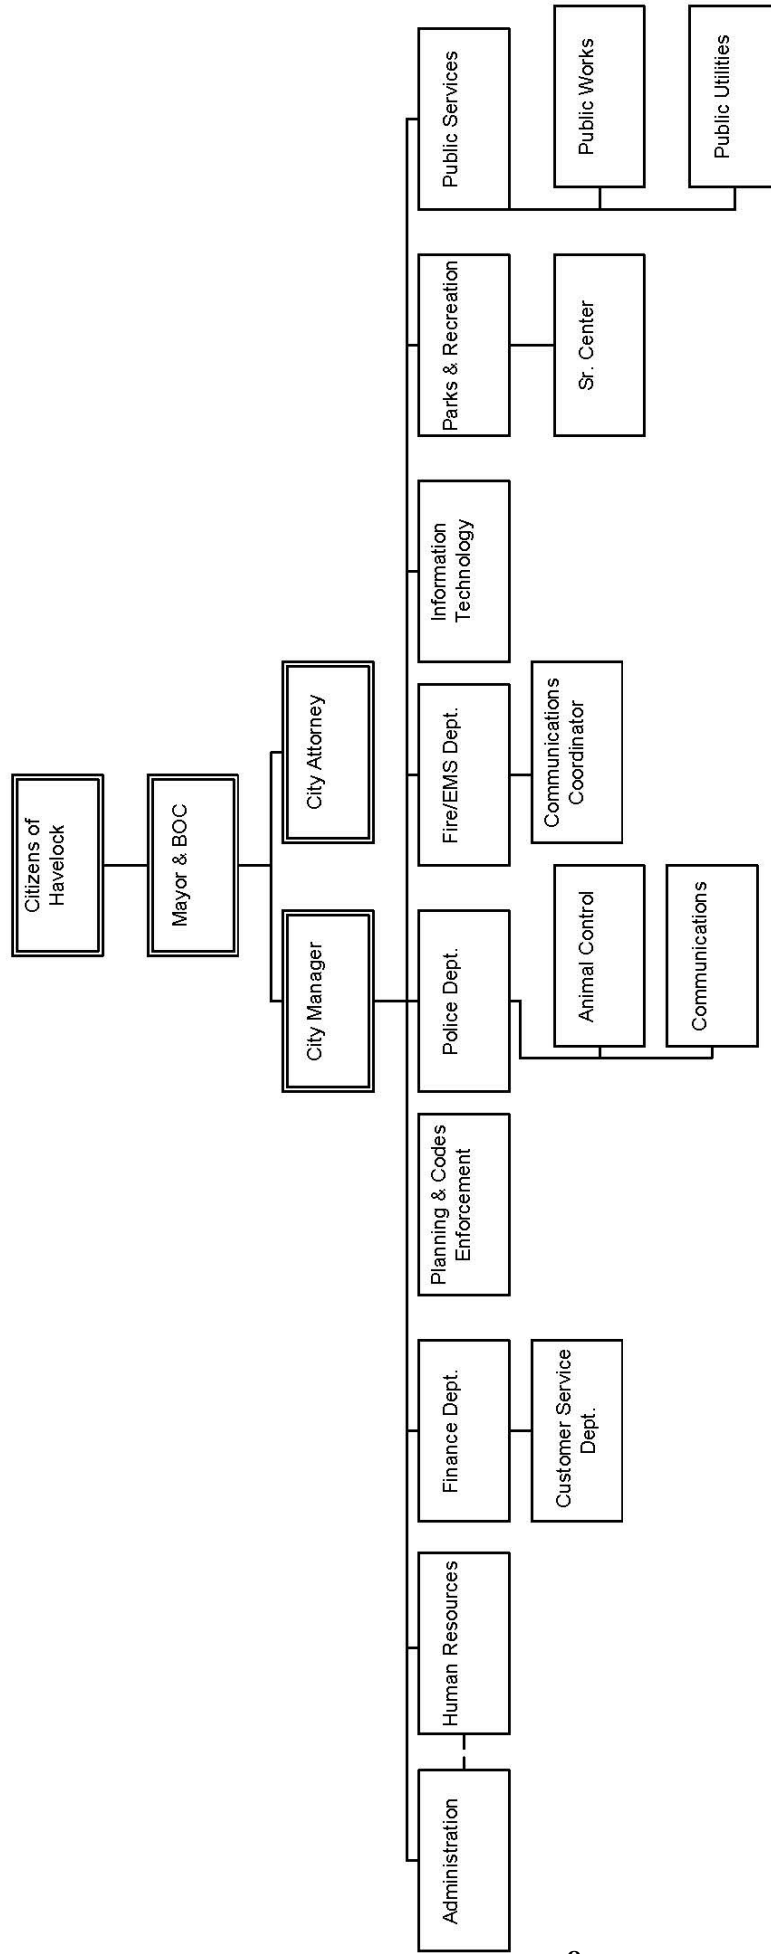 Citizens of
Havelock
Mayor & BOC
City Manager
City Attorney
Administration
Human Resources
Finance Dept.
Planning & Codes
Enforcement
Police Dept.
Fire/EMS Dept.
Information
Technology
Parks & Recreation
Public Services
Customer Service
Dept.
Animal Control
Communications
Communications
Coordinator
Sr. Center
Public Works
Public Utilities